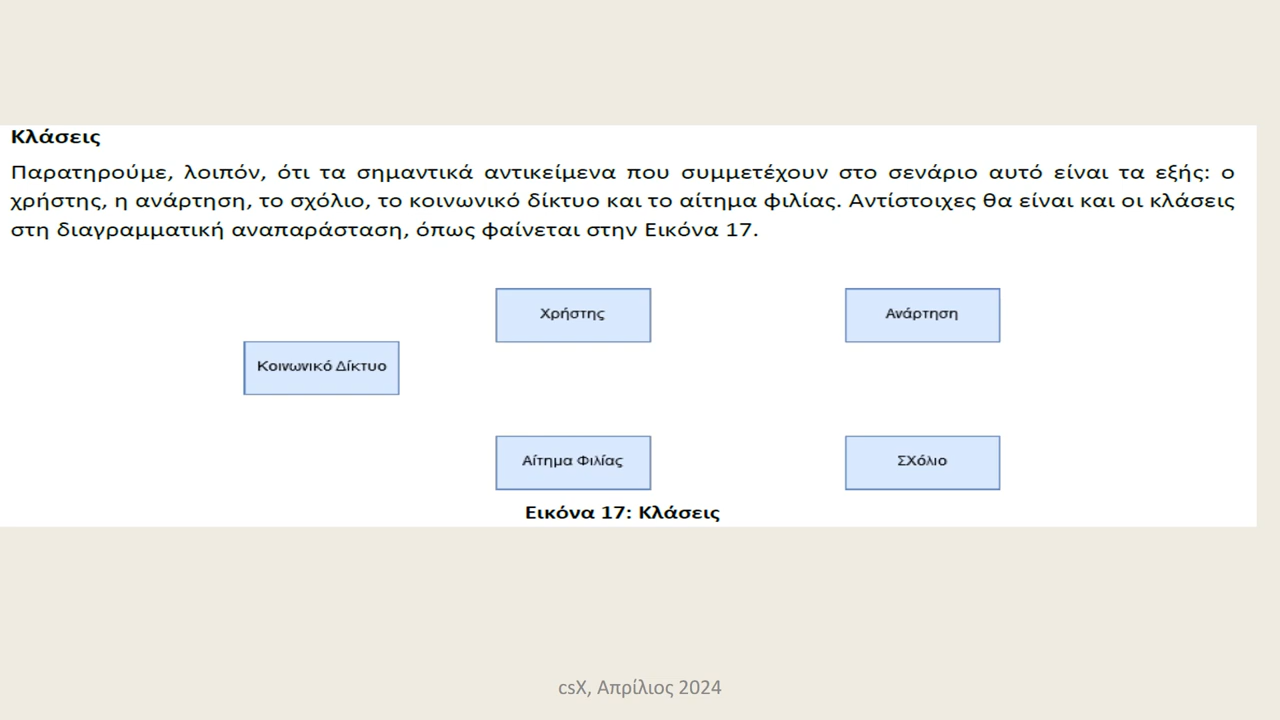 Κλάσεις
Παρατηρούμε, λοιπόν, ότι τα σημαντικά αντικείμενα που συμμετέχουν στο σενάριο αυτό είναι τα εξής: ο
χρήστης, η ανάρτηση, το σχόλιο, το κοινωνικό δίκτυο και το αίτημα φιλίας. Αντίστοιχες θα είναι και οι κλάσεις
στη διαγραμματική αναπαράσταση, όπως φαίνεται στην Εικόνα 17.
Χρήστης
Ανάρτηση
Κοινωνικό Δίκτυο
Αίτημα Φιλίας
ΣΧόλιο
Εικόνα 17: Κλάσεις
csX, Απρίλιος 2024